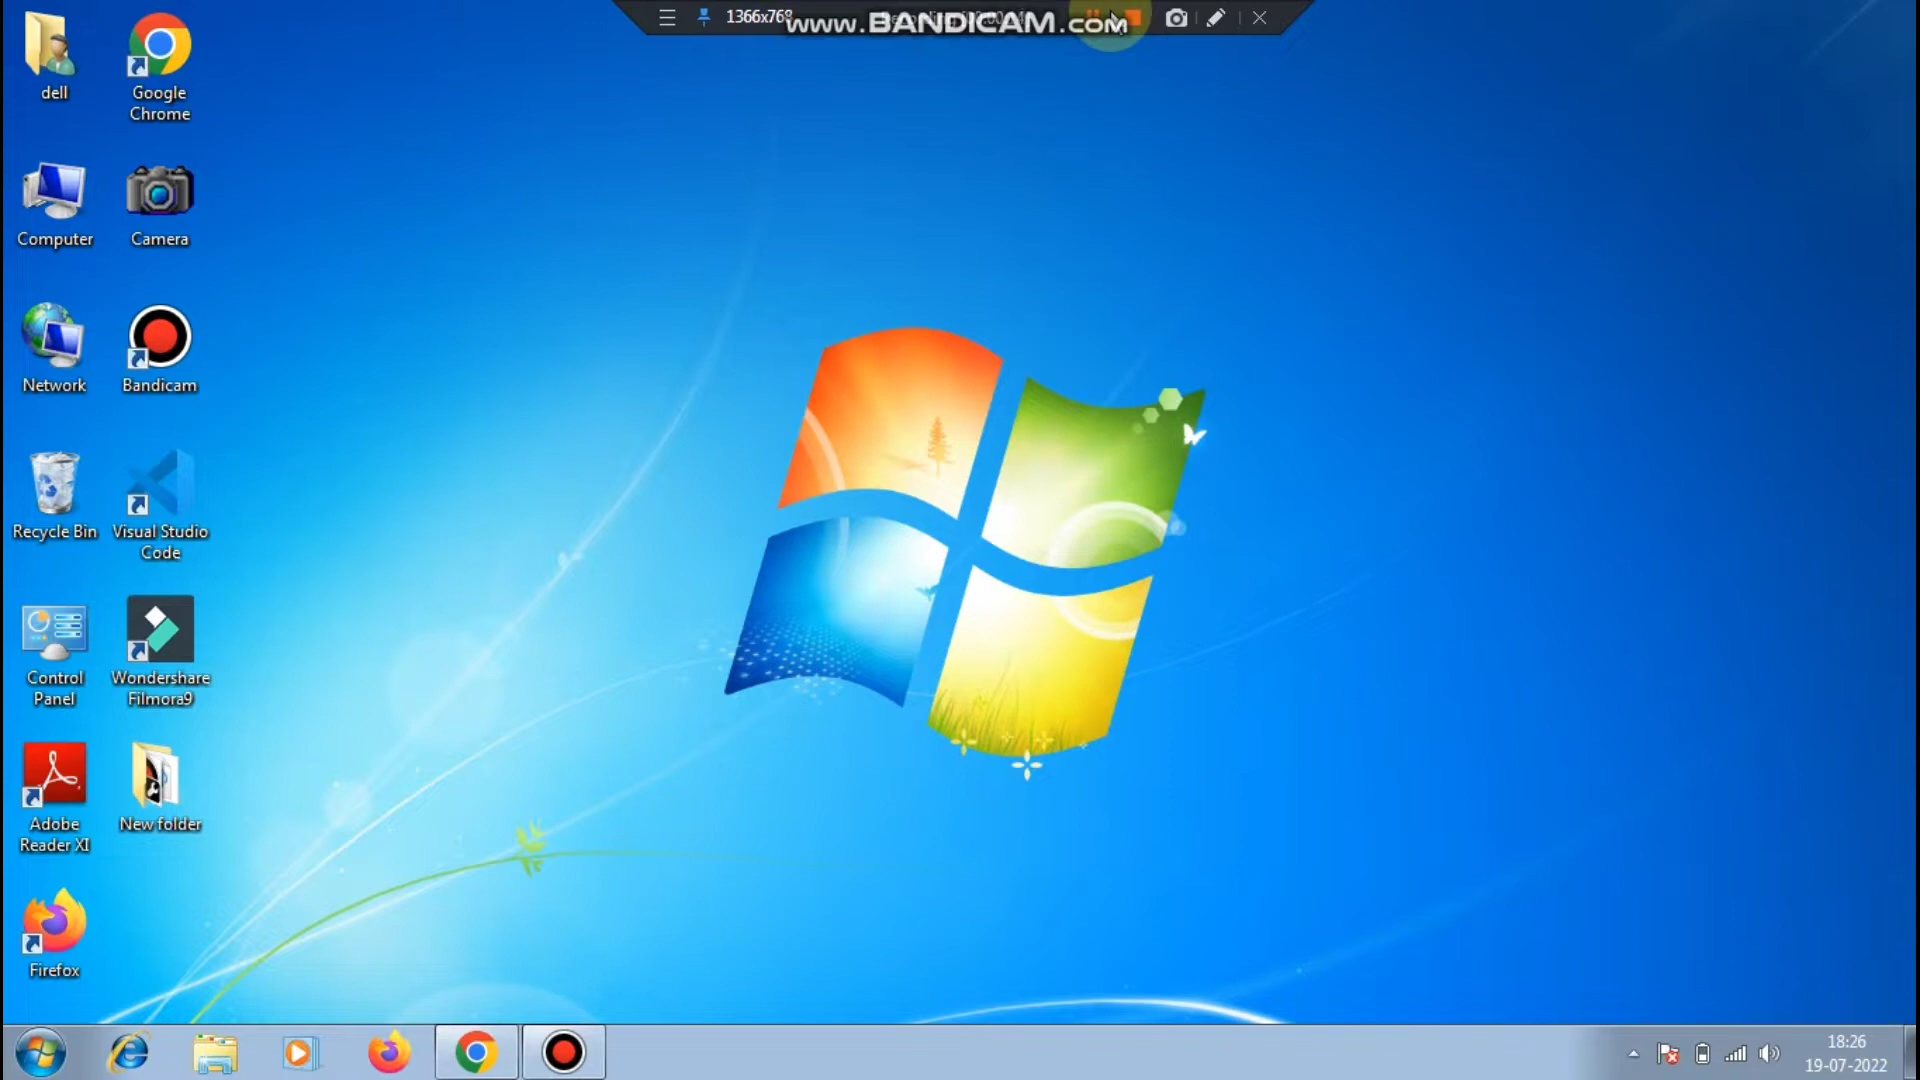 1366x768
www.BANDICAM.com
dell
Google
Chrome
Computer
Camera
Network
Bandicam
Recycle Bin
Visual Studio
Code
Control
Panel
Wondershare
Filmora9
Adobe
Reader XI
New folder
Firefox
18:26
19-07-2022